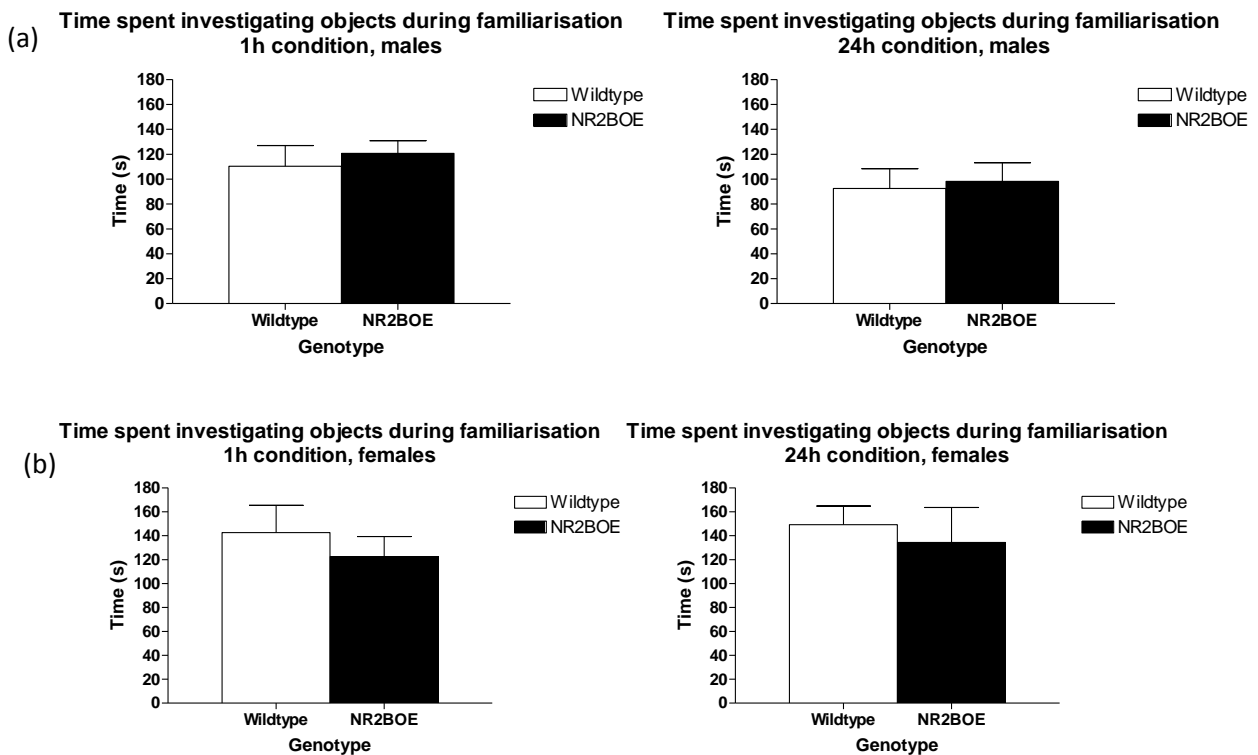 (a)
Time spent investigating objects during familiarisation
1h condition, males
180
160
140
120
100
80
60
40
20
0
Time (s)
Wildtype
NR2BOE
Genotype
Wildtype
NR2BOE
Time spent investigating objects during familiarisation
24h condition, males
180
160
140
120
100
80
60
40
20
0
Time (s)
Wildtype
NR2BOE
Genotype
Wildtype
NR2BOE
(b)
Time spent investigating objects during familiarisation
1h condition, females
180
160
140
120
100
80
60
40
20
0
Time (s)
Wildtype
NR2BOE
Genotype
Wildtype
NR2BOE
Time spent investigating objects during familiarisation
24h condition, females
180
160
140
120
100
80
60
40
20
0
Time (s)
Wildtype
NR2BOE
Genotype
Wildtype
NR2BOE